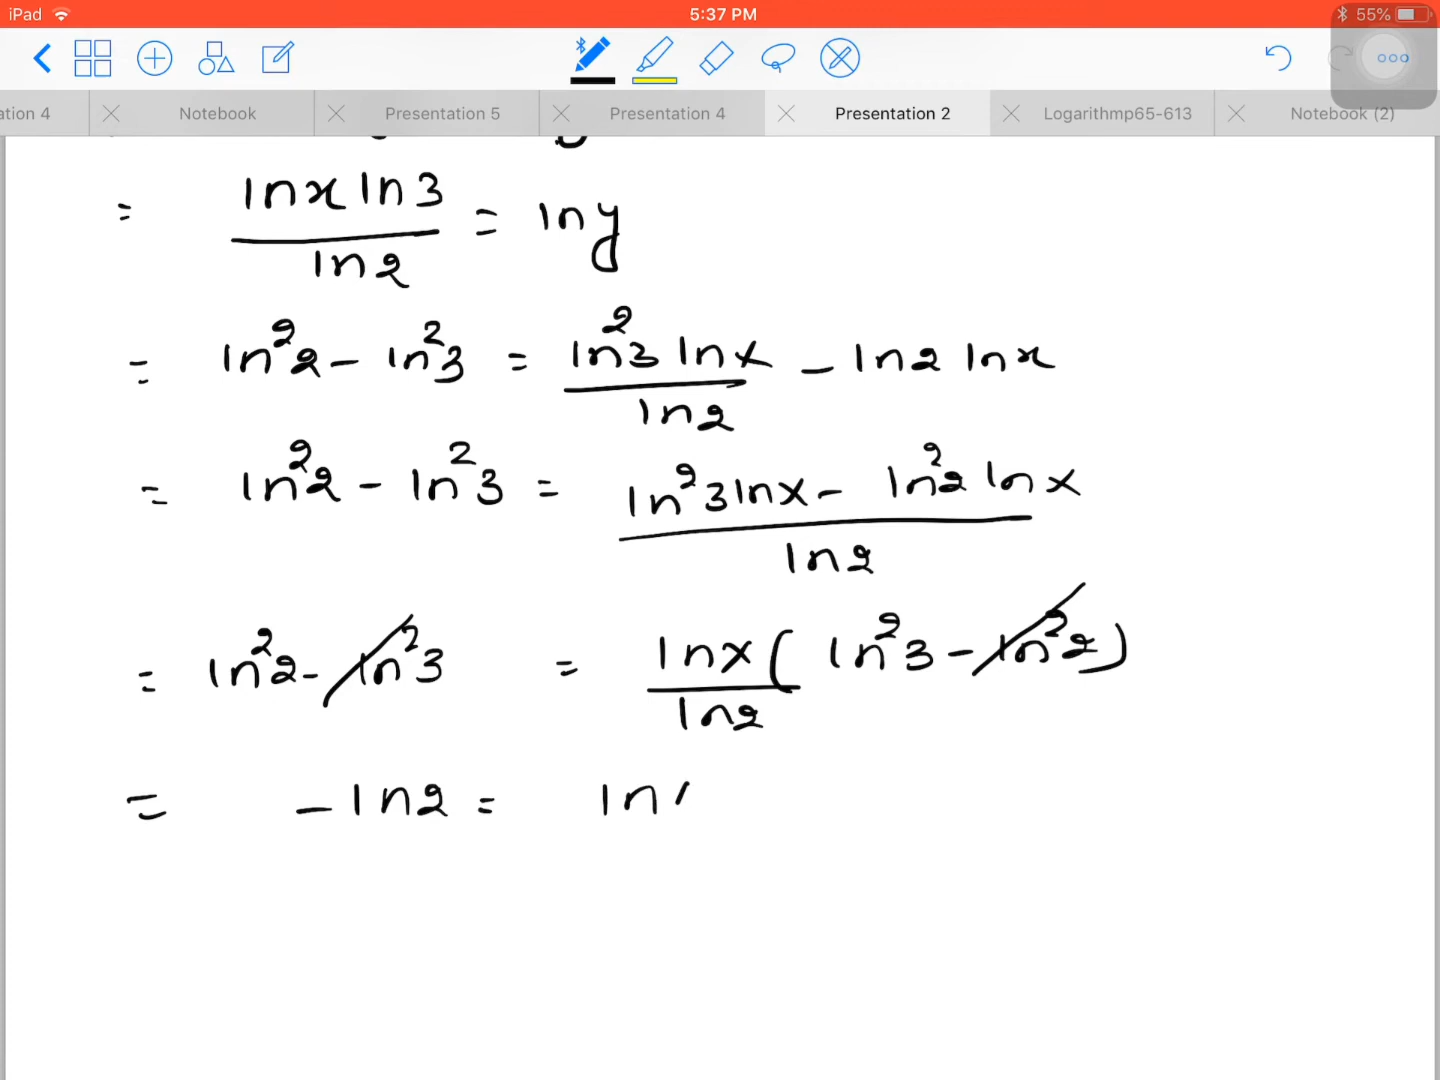 iPad 5:37 PM 55%
ation 4 Notebook Presentation 5 Presentation 4 Presentation 2 Logarithmp65-613 Notebook (2)
= lnx ln3 / ln2 = lny
= ln²2 - ln²3 = ln²3 lnx / ln2 - ln2 lnx
= ln²2 - ln²3 = ln²3 lnx - ln²2 lnx / ln2
= ln²2 - ln²3 = lnx / ln2 ( ln²3 - ln²2 )
= - ln2 = ln